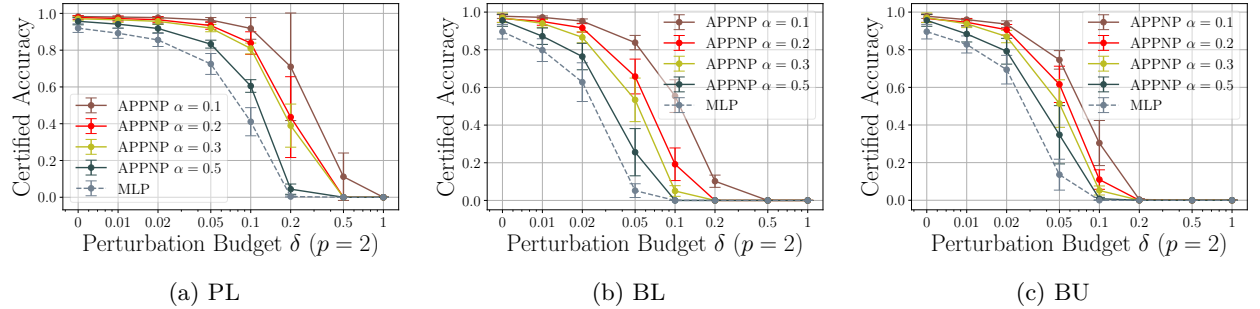 Certified Accuracy
1.0
0.8
0.6
0.4
0.2
0.0
APPNP α = 0.1
APPNP α = 0.2
APPNP α = 0.3
APPNP α = 0.5
MLP
0 0.01 0.02 0.05 0.1 0.2 0.5 1
Perturbation Budget δ (p = 2)
(a) PL
Certified Accuracy
1.0
0.8
0.6
0.4
0.2
0.0
APPNP α = 0.1
APPNP α = 0.2
APPNP α = 0.3
APPNP α = 0.5
MLP
0 0.01 0.02 0.05 0.1 0.2 0.5 1
Perturbation Budget δ (p = 2)
(b) BL
Certified Accuracy
1.0
0.8
0.6
0.4
0.2
0.0
APPNP α = 0.1
APPNP α = 0.2
APPNP α = 0.3
APPNP α = 0.5
MLP
0 0.01 0.02 0.05 0.1 0.2 0.5 1
Perturbation Budget δ (p = 2)
(c) BU